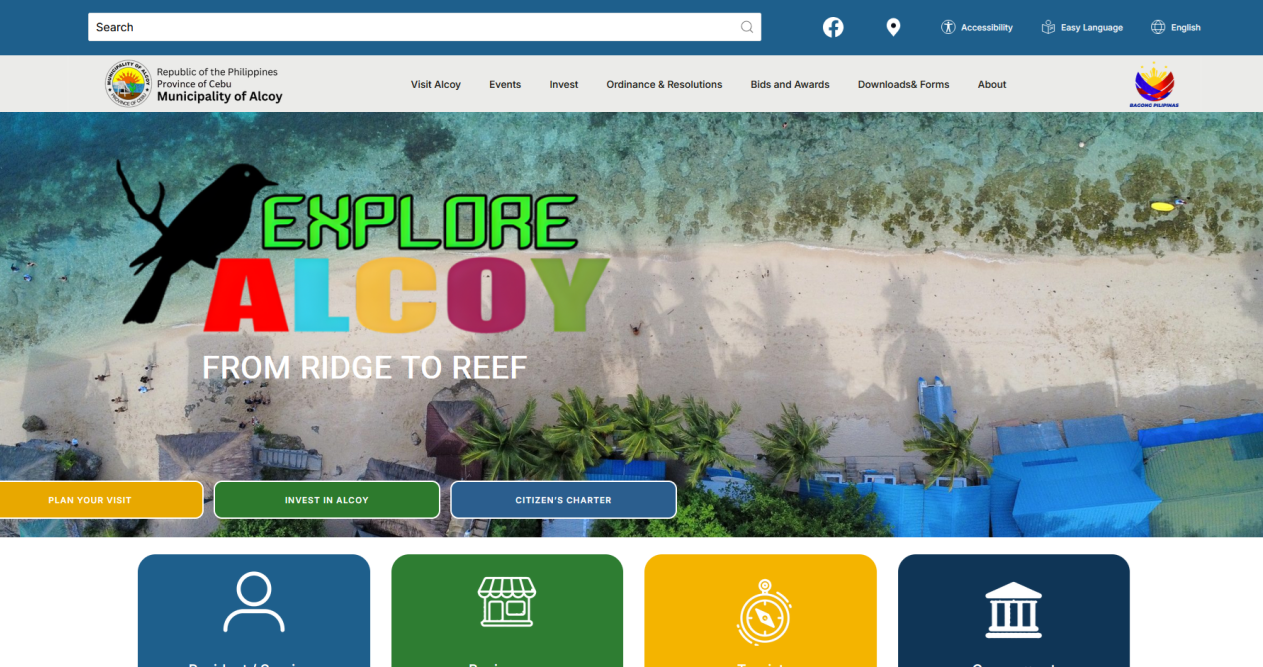 Search
Accessibility
Easy Language
English
Republic of the Philippines
Province of Cebu
Municipality of Alcoy
Visit Alcoy
Events
Invest
Ordinance & Resolutions
Bids and Awards
Downloads& Forms
About
BAGONG PILIPINAS
EXPLORE
ALCOY
FROM RIDGE TO REEF
PLAN YOUR VISIT
INVEST IN ALCOY
CITIZEN'S CHARTER